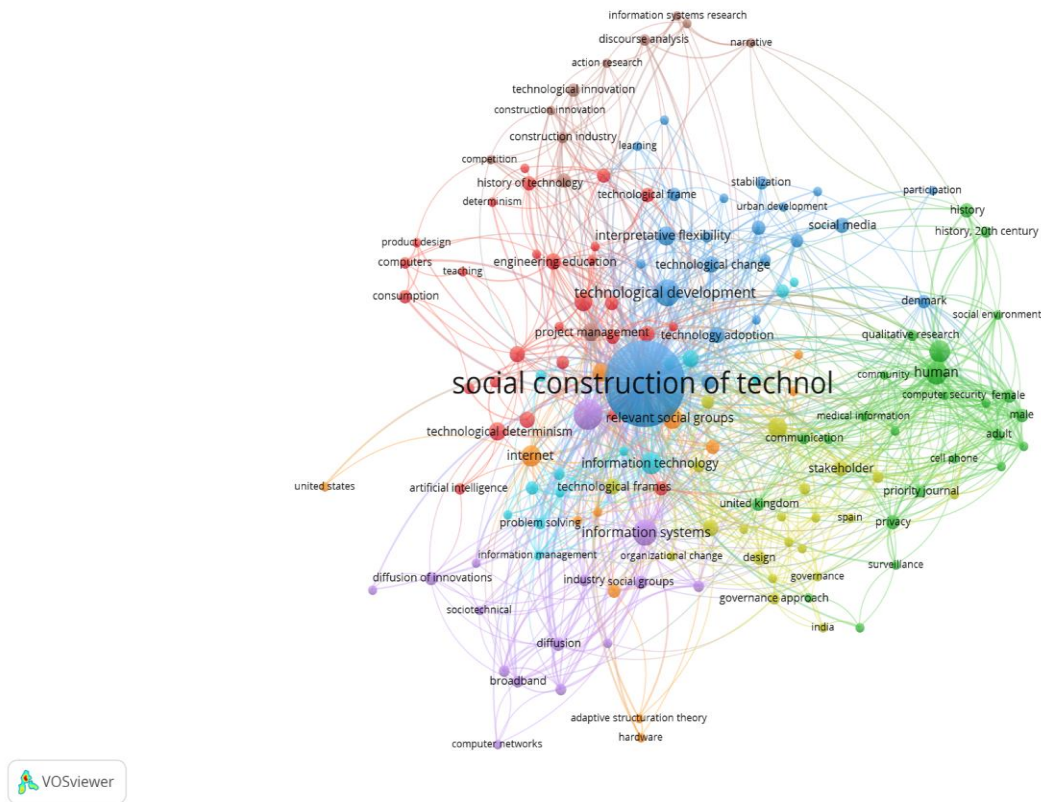 information systems research
discourse analysis
narrative
action research
technological innovation
construction innovation
construction industry
learning
competition
history of technology
stabilization
technological frame
participation
determinism
urban development
history
social media
interpretative flexibility
history, 20th century
product design
computers
engineering education
technological change
teaching
consumption
technological development
denmark
social environment
project management
technology adoption
qualitative research
human
community
social construction of technol
computer security
female
medical information
male
relevant social groups
technological determinism
communication
adult
internet
cell phone
information technology
stakeholder
united states
artificial intelligence
technological frames
priority journal
united kingdom
spain
problem solving
privacy
information systems
information management
organizational change
design
surveillance
diffusion of innovations
industry
social groups
governance
governance approach
sociotechnical
india
diffusion
broadband
adaptive structuration theory
hardware
computer networks
VOSviewer